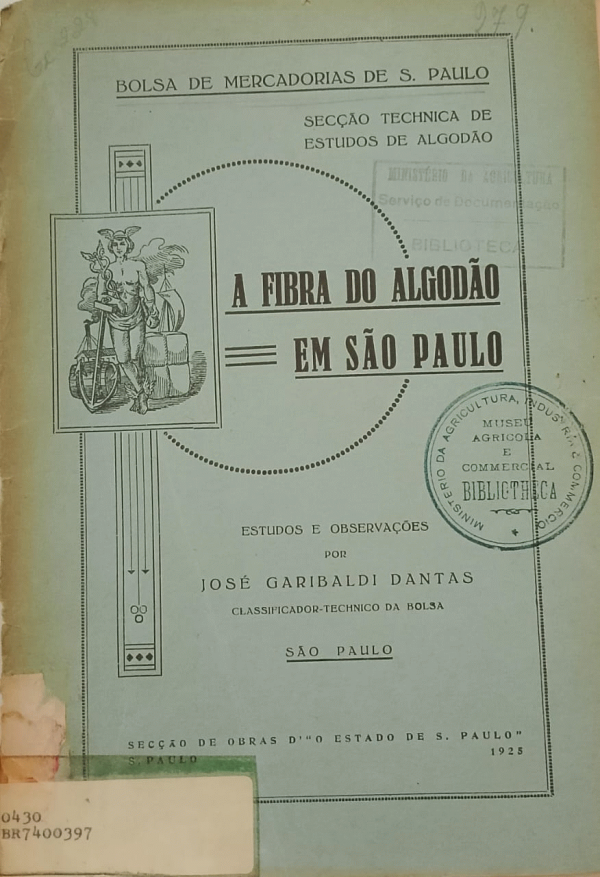 279.
BOLSA DE MERCADORIAS DE S. PAULO
SECÇÃO TECHNICA DE
ESTUDOS DE ALGODÃO
MINISTÉRIO DA AGRICULTURA
Serviço de Documentação
BIBLIOTECA
A FIBRA DO ALGODÃO
EM SÃO PAULO
MINISTERIO DA AGRICULTURA, INDUSTRIA E COMMERCIO
MUSEU
AGRICOLA
E
COMMERCIAL
BIBLIOTHECA
ESTUDOS E OBSERVAÇÕES
POR
JOSÉ GARIBALDI DANTAS
CLASSIFICADOR-TECHNICO DA BOLSA
SÃO PAULO
SECÇÃO DE OBRAS D'"O ESTADO DE S. PAULO"
S. PAULO 1925
0430
BR7400397